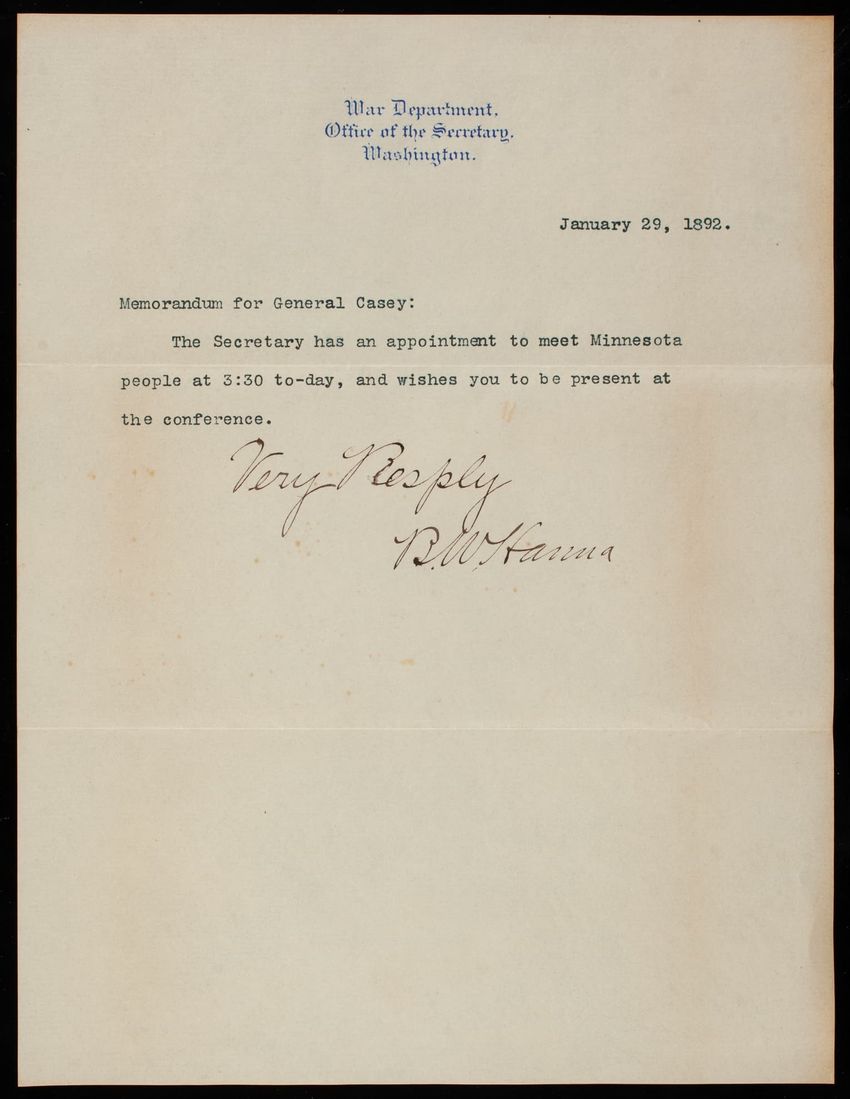 War Department,
Office of the Secretary,
Washington.
January 29, 1892.
Memorandum for General Casey:
The Secretary has an appointment to meet Minnesota
people at 3:30 to-day, and wishes you to be present at
the conference.
Very Resply
B. W. Hanna